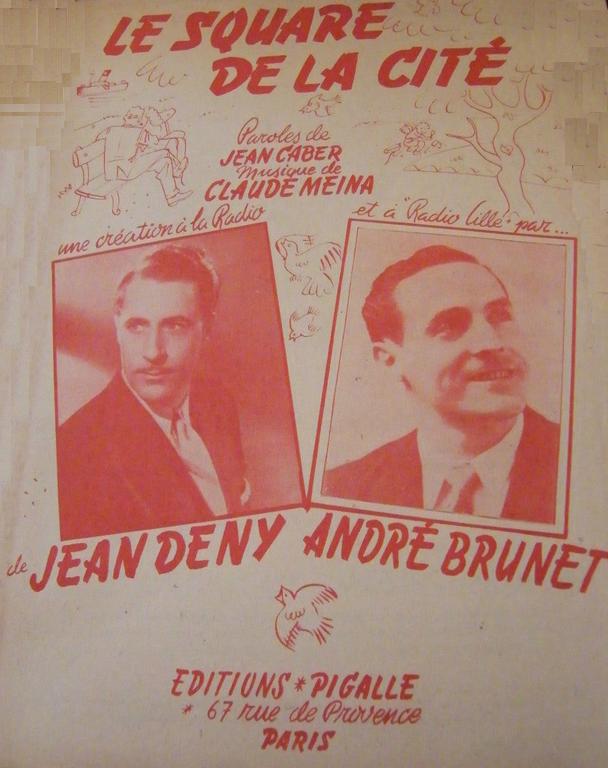 LE SQUARE
DE LA CITÉ
Paroles de
JEAN CABER
Musique de
CLAUDE MEINA
une création à la Radio
et à "Radio Lille" par...
de JEAN DENY
ANDRÉ BRUNET
EDITIONS * PIGALLE
* 67 rue de Provence
PARIS